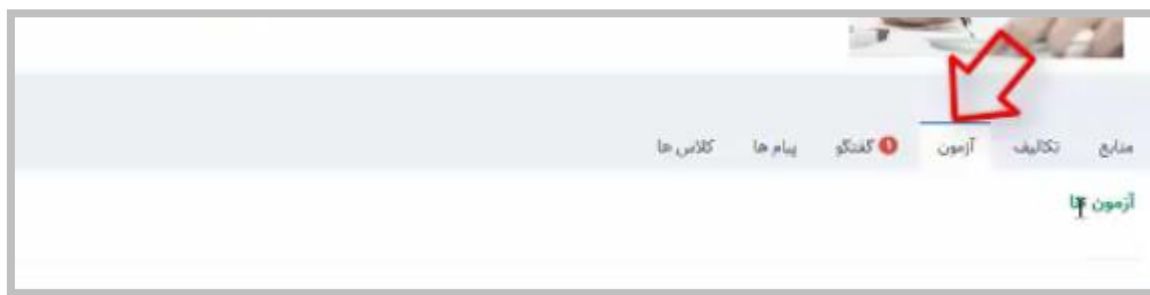 منابع تکالیف آزمون گفتگو پیام ها کلاس ها
آزمون ها